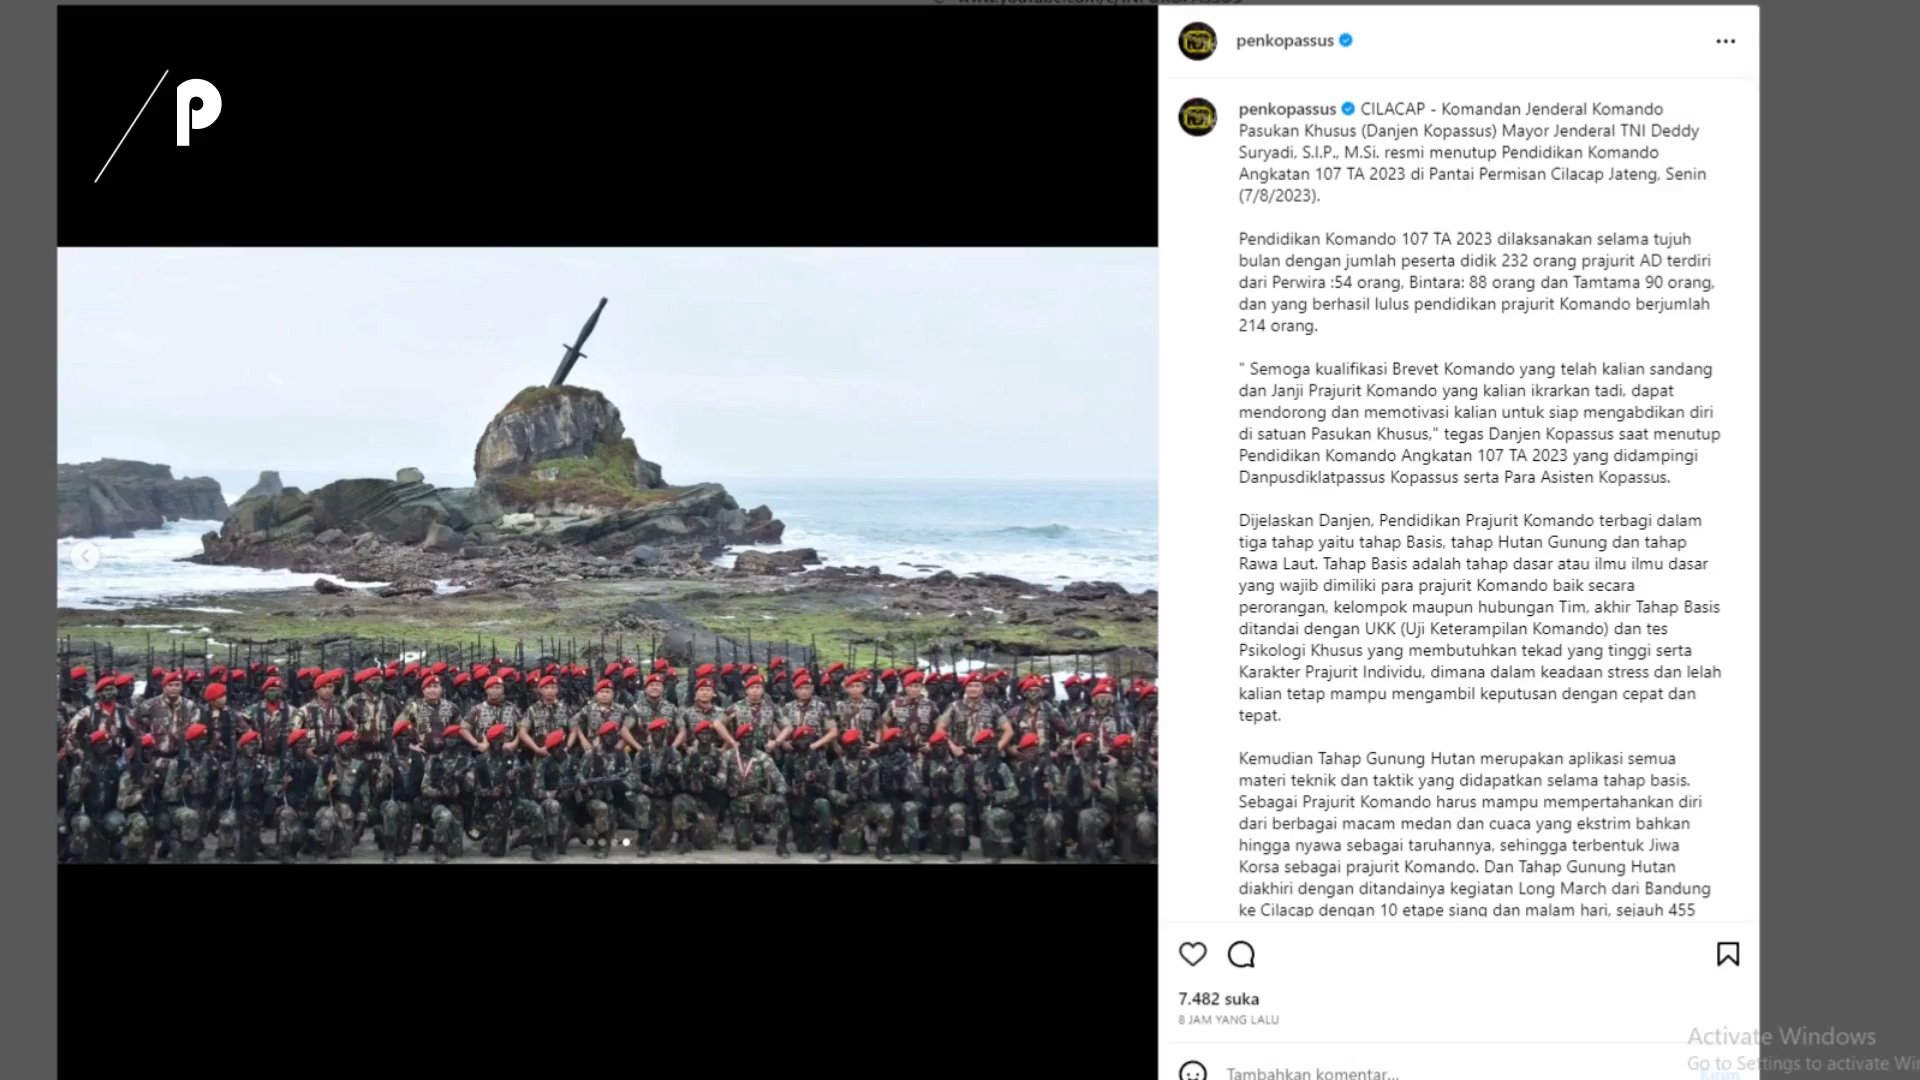 www.youtube.com/c/INFOKOPASSUS
P
penkopassus
penkopassus CILACAP - Komandan Jenderal Komando
Pasukan Khusus (Danjen Kopassus) Mayor Jenderal TNI Deddy
Suryadi, S.I.P., M.Si. resmi menutup Pendidikan Komando
Angkatan 107 TA 2023 di Pantai Permisan Cilacap Jateng, Senin
(7/8/2023).
Pendidikan Komando 107 TA 2023 dilaksanakan selama tujuh
bulan dengan jumlah peserta didik 232 orang prajurit AD terdiri
dari Perwira :54 orang, Bintara: 88 orang dan Tamtama 90 orang,
dan yang berhasil lulus pendidikan prajurit Komando berjumlah
214 orang.
" Semoga kualifikasi Brevet Komando yang telah kalian sandang
dan Janji Prajurit Komando yang kalian ikrarkan tadi, dapat
mendorong dan memotivasi kalian untuk siap mengabdikan diri
di satuan Pasukan Khusus," tegas Danjen Kopassus saat menutup
Pendidikan Komando Angkatan 107 TA 2023 yang didampingi
Danpusdiklatpassus Kopassus serta Para Asisten Kopassus.
Dijelaskan Danjen, Pendidikan Prajurit Komando terbagi dalam
tiga tahap yaitu tahap Basis, tahap Hutan Gunung dan tahap
Rawa Laut. Tahap Basis adalah tahap dasar atau ilmu ilmu dasar
yang wajib dimiliki para prajurit Komando baik secara
perorangan, kelompok maupun hubungan Tim, akhir Tahap Basis
ditandai dengan UKK (Uji Keterampilan Komando) dan tes
Psikologi Khusus yang membutuhkan tekad yang tinggi serta
Karakter Prajurit Individu, dimana dalam keadaan stress dan lelah
kalian tetap mampu mengambil keputusan dengan cepat dan
tepat.
Kemudian Tahap Gunung Hutan merupakan aplikasi semua
materi teknik dan taktik yang didapatkan selama tahap basis.
Sebagai Prajurit Komando harus mampu mempertahankan diri
dari berbagai macam medan dan cuaca yang ekstrim bahkan
hingga nyawa sebagai taruhannya, sehingga terbentuk Jiwa
Korsa sebagai prajurit Komando. Dan Tahap Gunung Hutan
diakhiri dengan ditandainya kegiatan Long March dari Bandung
ke Cilacap dengan 10 etape siang dan malam hari, sejauh 455
7.482 suka
8 JAM YANG LALU
Tambahkan komentar...
Kirim
Activate Windows
Go to Settings to activate Wi